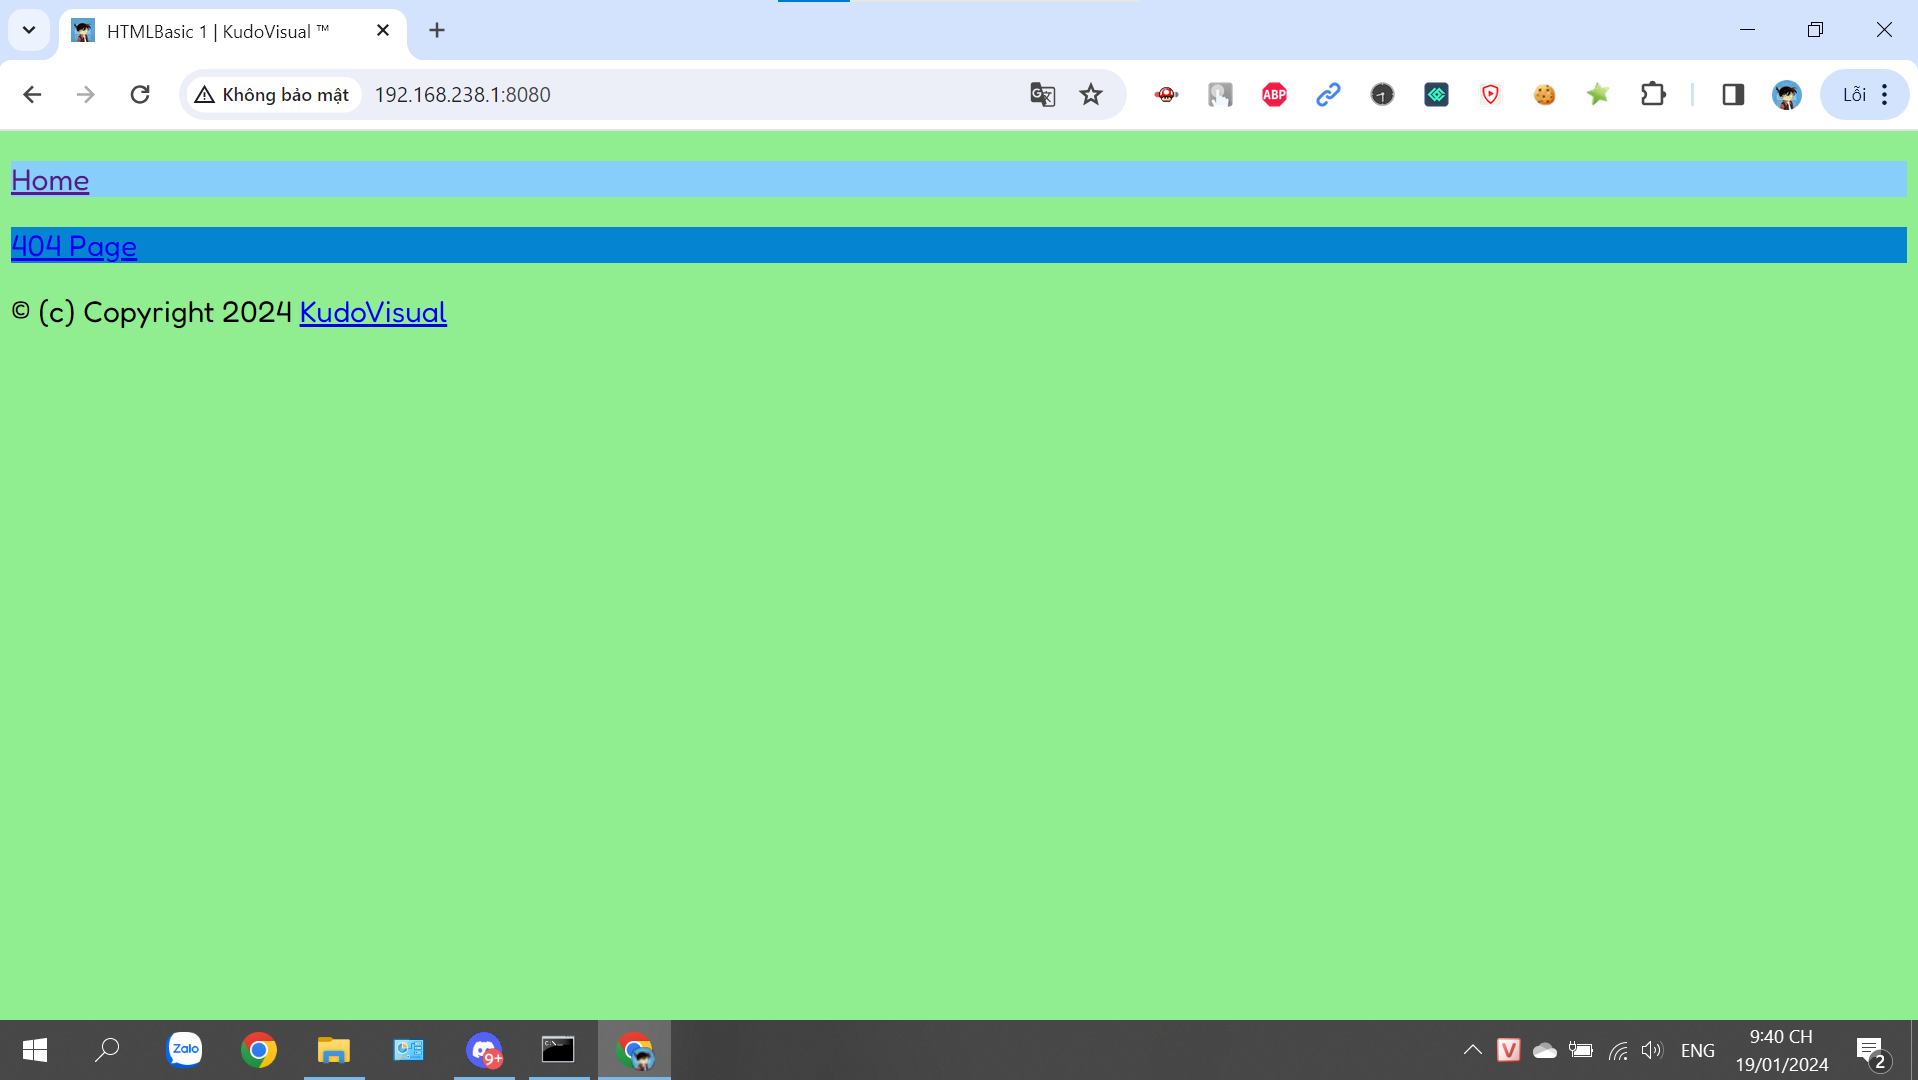 HTMLBasic 1 | KudoVisual ™
Không bảo mật
192.168.238.1:8080
ABP
Lỗi
Home
404 Page
© (c) Copyright 2024 KudoVisual
Zalo
9+
V
ENG
9:40 CH
19/01/2024
2